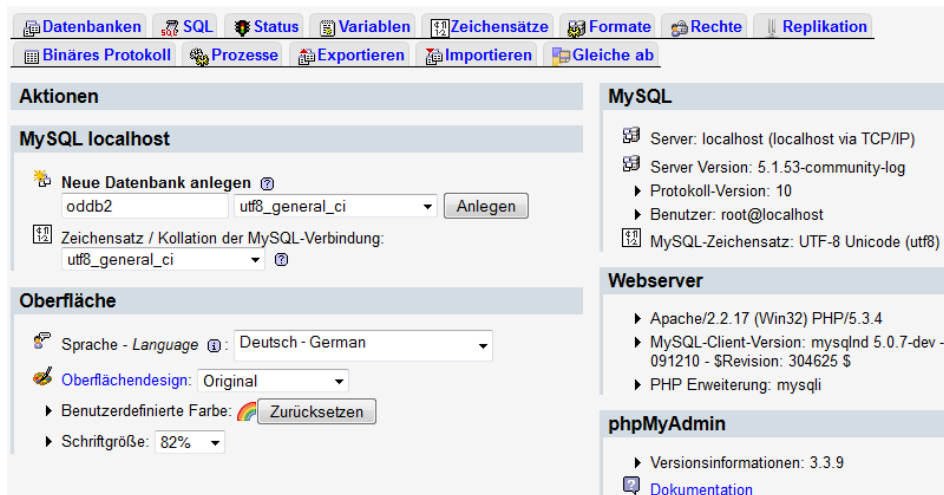 Datenbanken SQL Status Variablen Zeichensätze Formate Rechte Replikation
Binäres Protokoll Prozesse Exportieren Importieren Gleiche ab
Aktionen
MySQL localhost
Neue Datenbank anlegen
oddb2 utf8_general_ci Anlegen
Zeichensatz / Kollation der MySQL-Verbindung:
utf8_general_ci
Oberfläche
Sprache - Language : Deutsch - German
Oberflächendesign: Original
Benutzerdefinierte Farbe: Zurücksetzen
Schriftgröße: 82%
MySQL
Server: localhost (localhost via TCP/IP)
Server Version: 5.1.53-community-log
Protokoll-Version: 10
Benutzer: root@localhost
MySQL-Zeichensatz: UTF-8 Unicode (utf8)
Webserver
Apache/2.2.17 (Win32) PHP/5.3.4
MySQL-Client-Version: mysqlnd 5.0.7-dev -
091210 - $Revision: 304625 $
PHP Erweiterung: mysqli
phpMyAdmin
Versionsinformationen: 3.3.9
Dokumentation